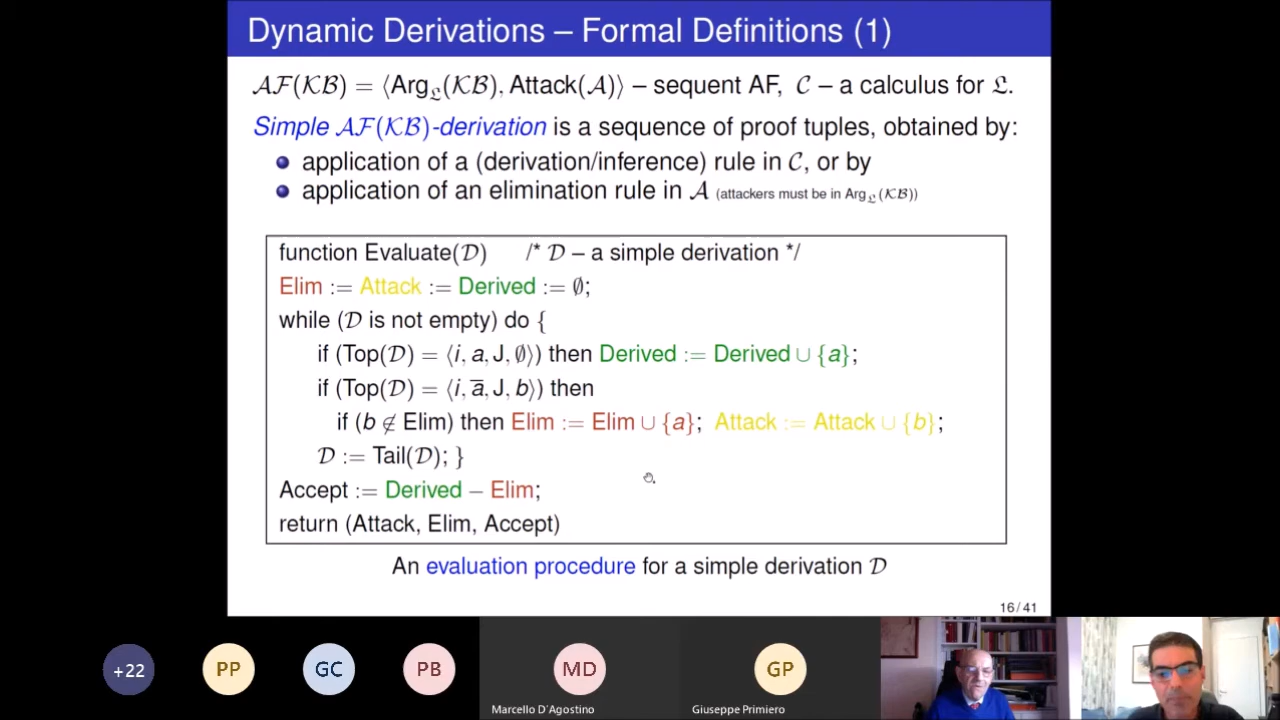 Dynamic Derivations – Formal Definitions (1)
𝒜ℱ(𝒦ℬ) = ⟨Arg𝔏(𝒦ℬ), Attack(𝒜)⟩ – sequent AF, 𝒞 – a calculus for 𝔏.
Simple 𝒜ℱ(𝒦ℬ)-derivation is a sequence of proof tuples, obtained by:
application of a (derivation/inference) rule in 𝒞, or by
application of an elimination rule in 𝒜 (attackers must be in Arg𝔏(𝒦ℬ))
function Evaluate(𝒟) /* 𝒟 – a simple derivation */
Elim := Attack := Derived := ∅;
while (𝒟 is not empty) do {
if (Top(𝒟) = ⟨i, a, J, ∅⟩) then Derived := Derived ∪ {a};
if (Top(𝒟) = ⟨i, a̅, J, b⟩) then
if (b ∉ Elim) then Elim := Elim ∪ {a}; Attack := Attack ∪ {b};
𝒟 := Tail(𝒟); }
Accept := Derived − Elim;
return (Attack, Elim, Accept)
An evaluation procedure for a simple derivation 𝒟
16 / 41
+22 PP GC PB MD GP
Marcello D'Agostino Giuseppe Primiero